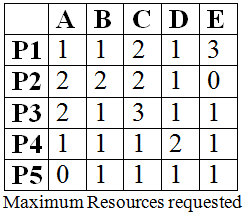 A B C D E
P1 1 1 2 1 3
P2 2 2 2 1 0
P3 2 1 3 1 1
P4 1 1 1 2 1
P5 0 1 1 1 1
Maximum Resources requested